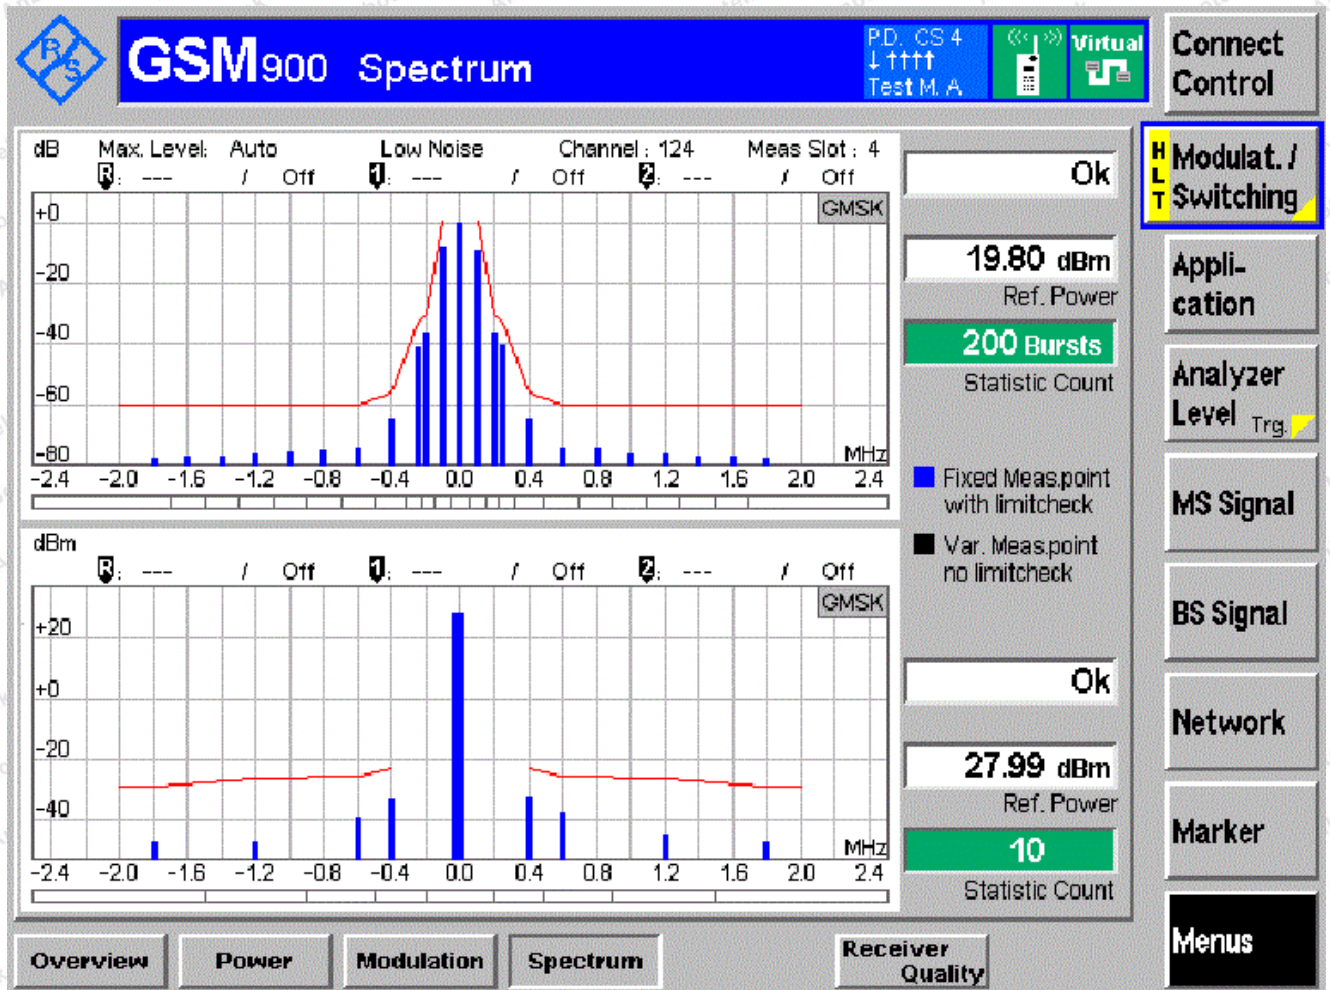 R S
GSM900 Spectrum
P.D. CS 4
↓↑↑↑↑
Test M. A
Virtual
Connect
Control
dB Max. Level: Auto Low Noise Channel : 124 Meas Slot : 4
R : --- / Off 1 : --- / Off 2 : --- / Off
GMSK
+0
-20
-40
-60
-80
MHz
-2.4 -2.0 -1.6 -1.2 -0.8 -0.4 0.0 0.4 0.8 1.2 1.6 2.0 2.4
Ok
19.80 dBm
Ref. Power
200 Bursts
Statistic Count
Fixed Meas.point
with limitcheck
Var. Meas.point
no limitcheck
dBm
R : --- / Off 1 : --- / Off 2 : --- / Off
GMSK
+20
+0
-20
-40
MHz
-2.4 -2.0 -1.6 -1.2 -0.8 -0.4 0.0 0.4 0.8 1.2 1.6 2.0 2.4
Ok
27.99 dBm
Ref. Power
10
Statistic Count
HLT
Modulat. /
Switching
Appli-
cation
Analyzer
Level Trg.
MS Signal
BS Signal
Network
Marker
Menus
Overview Power Modulation Spectrum
Receiver
Quality